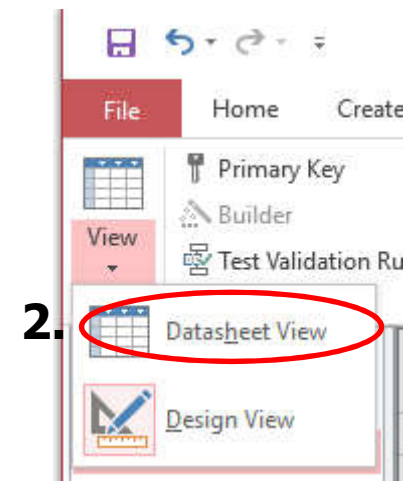 File Home Create
Primary Key
Builder
View
Test Validation Ru
2. Datasheet View
Design View